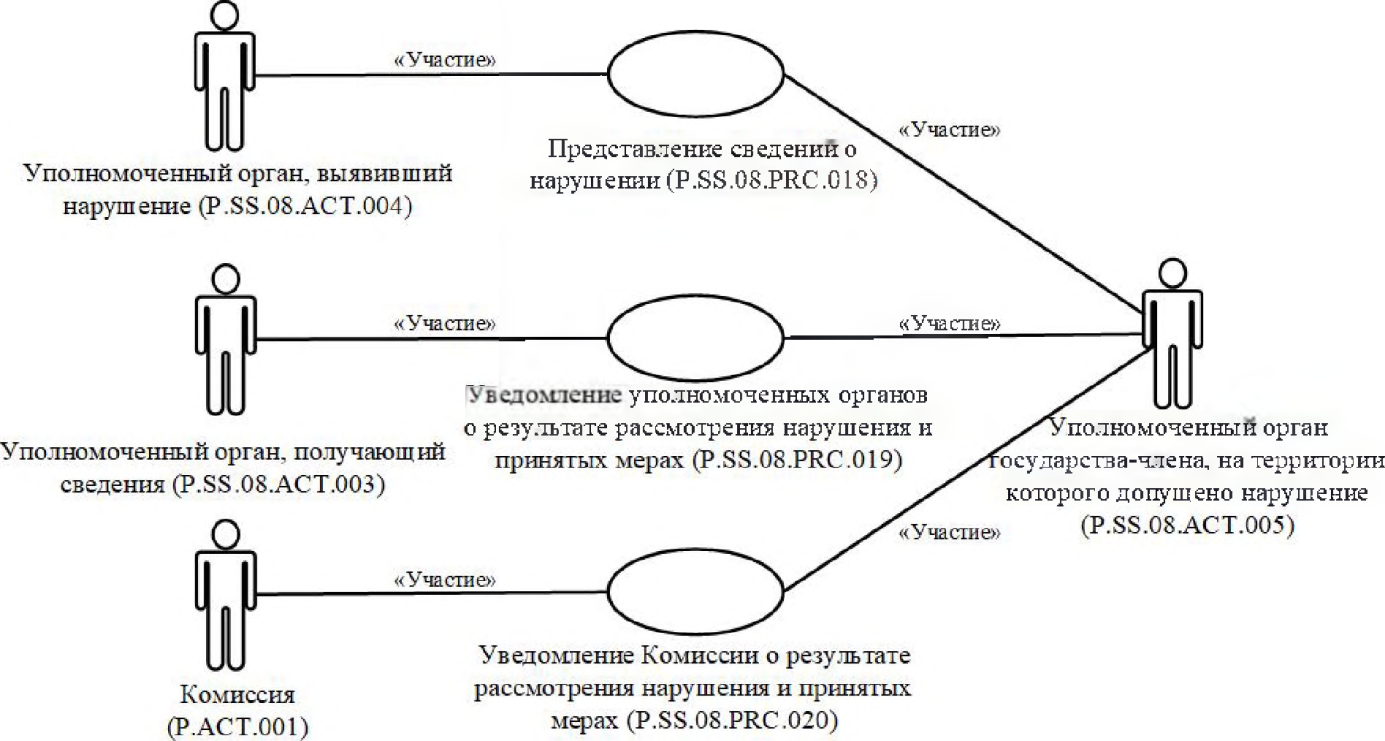 «Участие»
«Участие»
Представление сведений о
нарушении (P.SS.08.PRC.018)
Уполномоченный орган, выявивший
нарушение (P.SS.08.ACT.004)
«Участие»
«Участие»
Уведомление уполномоченных органов
о результате рассмотрения нарушения и
принятых мерах (P.SS.08.PRC.019)
Уполномоченный орган, получающий
сведения (P.SS.08.ACT.003)
Уполномоченный орган
государства-члена, на территории
которого допушено нарушение
(P.SS.08.ACT.005)
«Участие»
«Участие»
Уведомление Комиссии о результате
рассмотрения нарушения и принятых
мерах (P.SS.08.PRC.020)
Комиссия
(P.ACT.001)